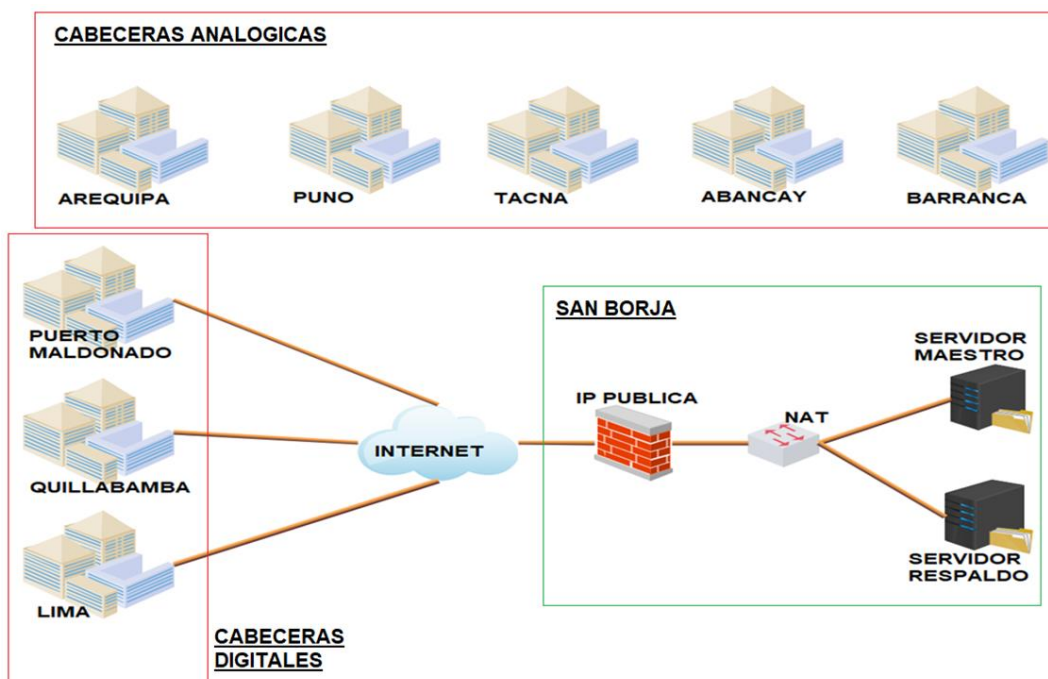 CABECERAS ANALOGICAS
AREQUIPA
PUNO
TACNA
ABANCAY
BARRANCA
PUERTO
MALDONADO
QUILLABAMBA
LIMA
CABECERAS
DIGITALES
INTERNET
SAN BORJA
IP PUBLICA
NAT
SERVIDOR
MAESTRO
SERVIDOR
RESPALDO